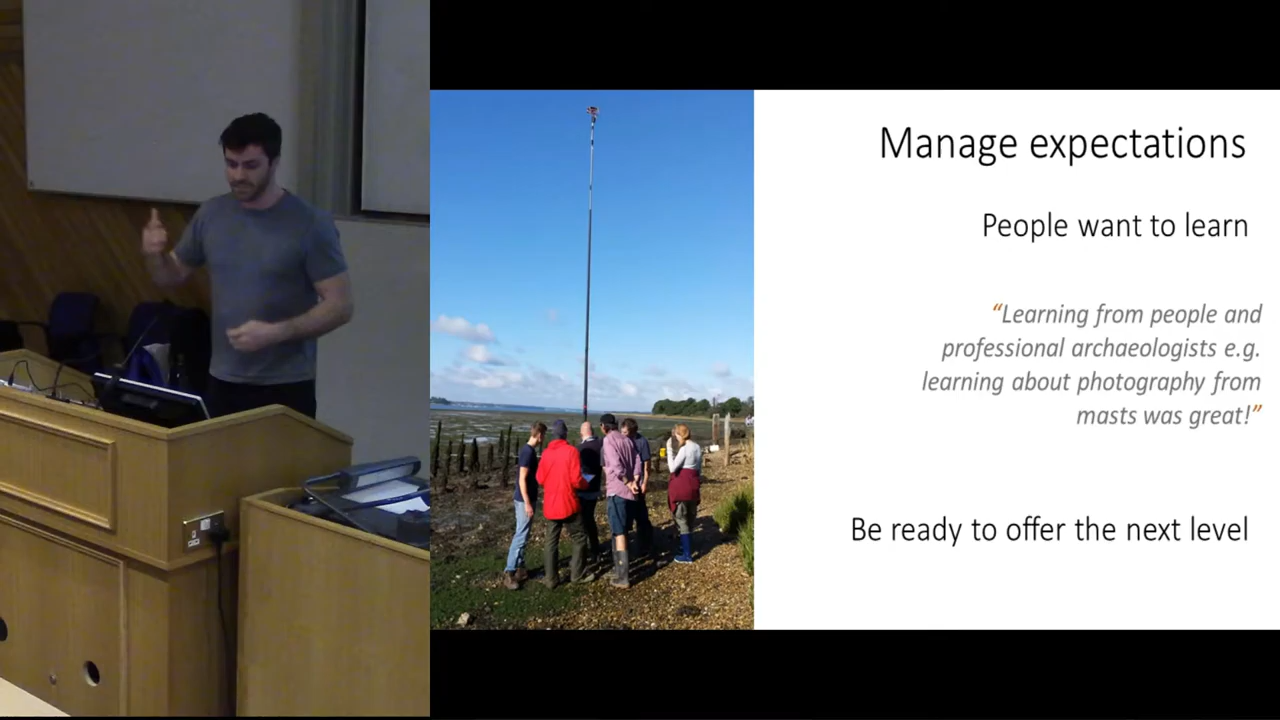 Manage expectations
People want to learn
“Learning from people and
professional archaeologists e.g.
learning about photography from
masts was great!”
Be ready to offer the next level